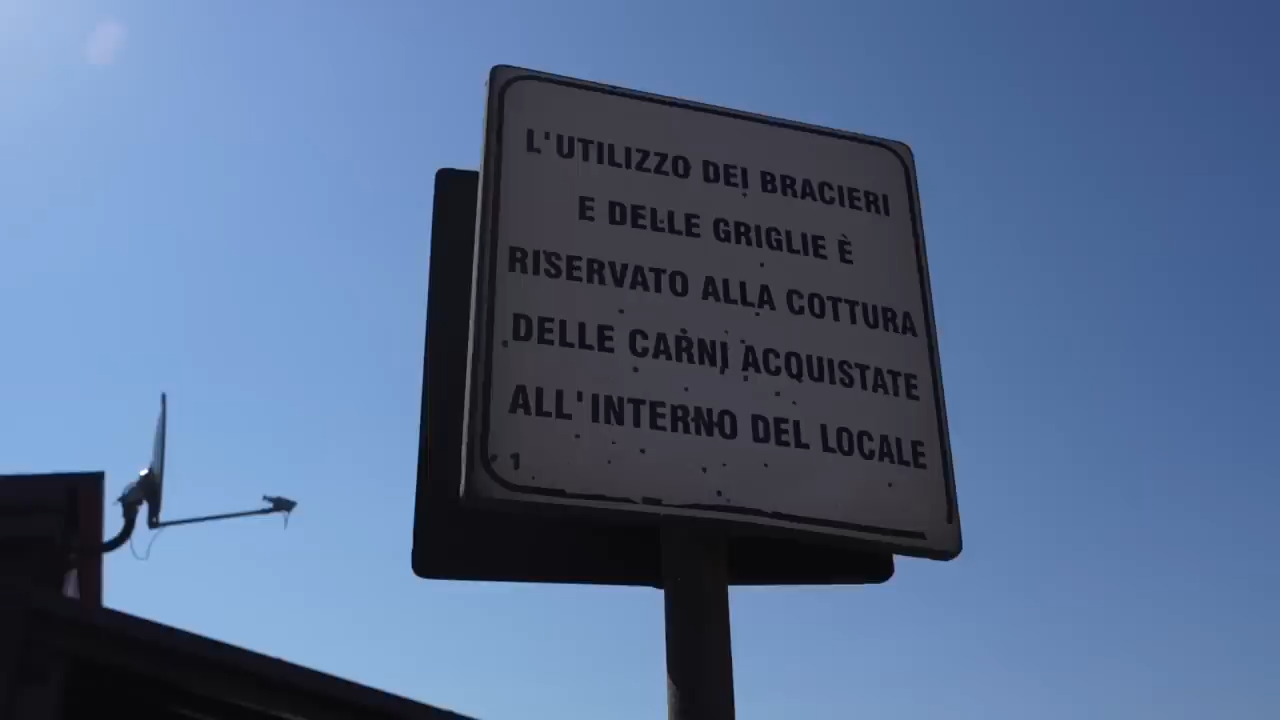 L'UTILIZZO DEI BRACIERI
E DELLE GRIGLIE È
RISERVATO ALLA COTTURA
DELLE CARNI ACQUISTATE
ALL'INTERNO DEL LOCALE